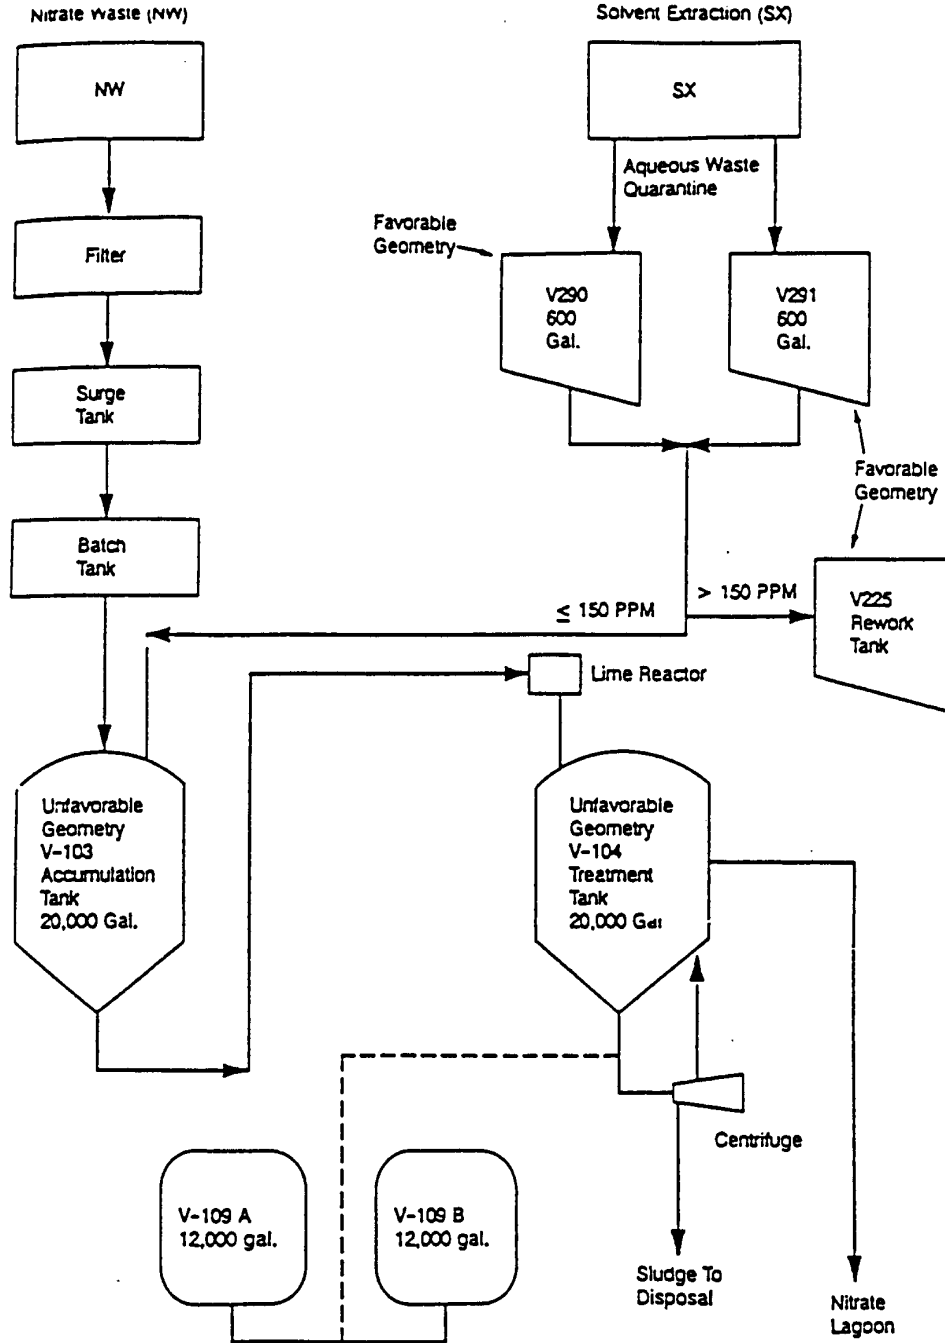 Nitrate Waste (NW)
Solvent Extraction (SX)
NW
SX
Aqueous Waste
Quarantine
Favorable
Geometry
Filter
V290
600
Gal.
V291
600
Gal.
Surge
Tank
Favorable
Geometry
Batch
Tank
≤ 150 PPM
> 150 PPM
V225
Rework
Tank
Lime Reactor
Unfavorable
Geometry
V-103
Accumulation
Tank
20,000 Gal.
Unfavorable
Geometry
V-104
Treatment
Tank
20,000 Gal
Centrifuge
V-109 A
12,000 gal.
V-109 B
12,000 gal.
Sludge To
Disposal
Nitrate
Lagoon